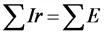 ∑Ir = ∑E